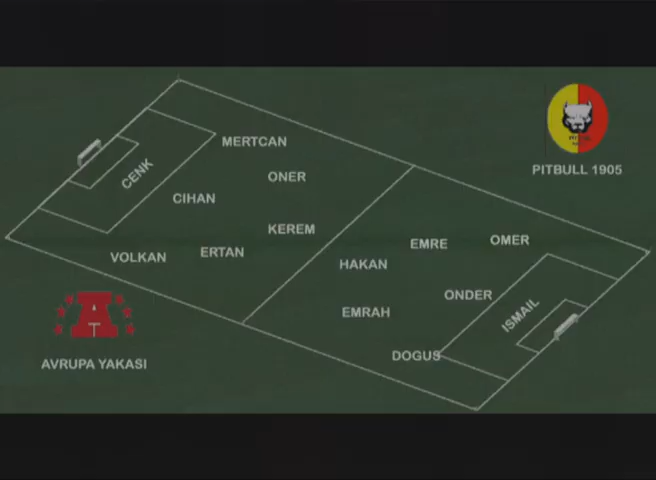 PITBULL 1905
MERTCAN
ONER
CENK
CIHAN
KEREM
VOLKAN
ERTAN
HAKAN
EMRE
OMER
EMRAH
ONDER
ISMAIL
DOGUS
A
AVRUPA YAKASI